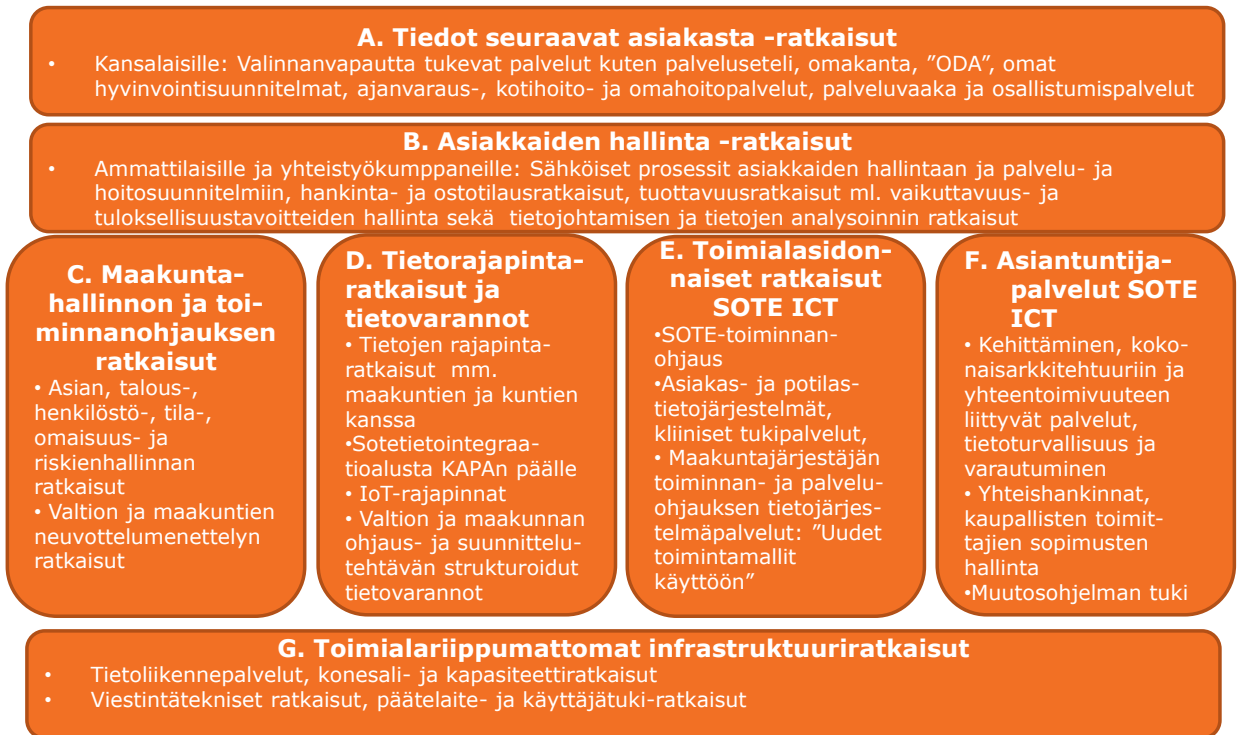 A. Tiedot seuraavat asiakasta -ratkaisut
• Kansalaisille: Valinnanvapautta tukevat palvelut kuten palveluseteli, omakanta, ”ODA”, omat
hyvinvointisuunnitelmat, ajanvaraus-, kotihoito- ja omahoitopalvelut, palveluvaaka ja osallistumispalvelut
B. Asiakkaiden hallinta -ratkaisut
• Ammattilaisille ja yhteistyökumppaneille: Sähköiset prosessit asiakkaiden hallintaan ja palvelu- ja
hoitosuunnitelmiin, hankinta- ja ostotilausratkaisut, tuottavuusratkaisut ml. vaikuttavuus- ja
tuloksellisuustavoitteiden hallinta sekä tietojohtamisen ja tietojen analysoinnin ratkaisut
C. Maakunta-
hallinnon ja toi-
minnanohjauksen
ratkaisut
• Asian, talous-,
henkilöstö-, tila-,
omaisuus- ja
riskienhallinnan
ratkaisut
• Valtion ja maakuntien
neuvottelumenettelyn
ratkaisut
D. Tietorajapinta-
ratkaisut ja
tietovarannot
• Tietojen rajapinta-
ratkaisut mm.
maakuntien ja kuntien
kanssa
•Sotetietointegraa-
tioalusta KAPAn päälle
• IoT-rajapinnat
• Valtion ja maakunnan
ohjaus- ja suunnittelu-
tehtävän strukturoidut
tietovarannot
E. Toimialasidon-
naiset ratkaisut
SOTE ICT
•SOTE-toiminnan-
ohjaus
•Asiakas- ja potilas-
tietojärjestelmät,
kliiniset tukipalvelut,
• Maakuntajärjestäjän
toiminnan- ja palvelu-
ohjauksen tietojärjes-
telmäpalvelut: ”Uudet
toimintamallit
käyttöön”
F. Asiantuntija-
palvelut SOTE
ICT
• Kehittäminen, koko-
naisarkkitehtuuriin ja
yhteentoimivuuteen
liittyvät palvelut,
tietoturvallisuus ja
varautuminen
• Yhteishankinnat,
kaupallisten toimit-
tajien sopimusten
hallinta
•Muutosohjelman tuki
G. Toimialariippumattomat infrastruktuuriratkaisut
• Tietoliikennepalvelut, konesali- ja kapasiteettiratkaisut
• Viestintätekniset ratkaisut, päätelaite- ja käyttäjätuki-ratkaisut